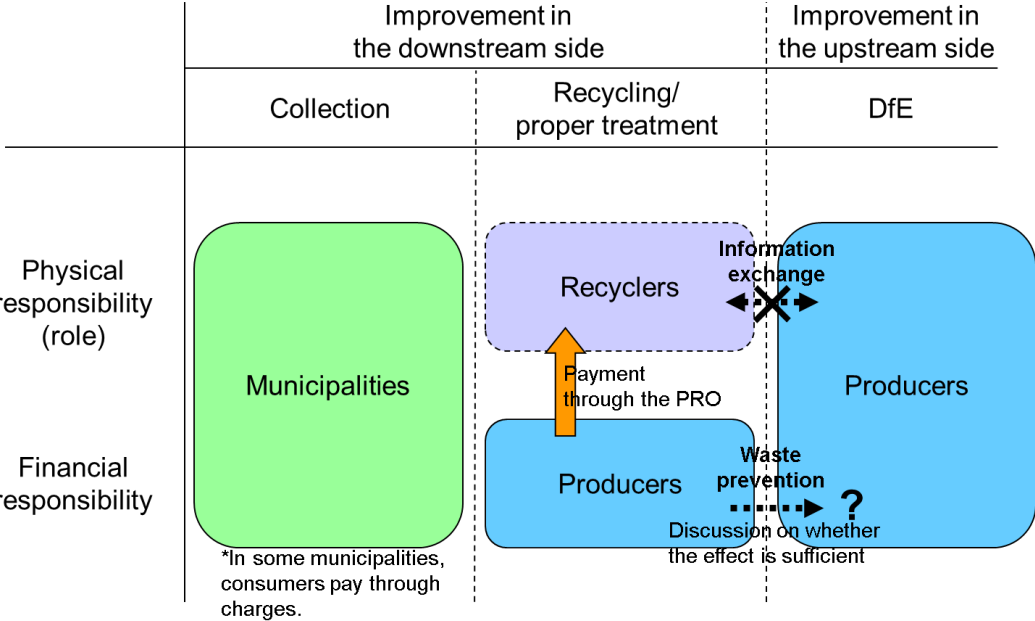 Improvement in
the downstream side
Improvement in
the upstream side
Collection
Recycling/
proper treatment
DfE
Physical
responsibility
(role)
Municipalities
Recyclers
Information
exchange
Payment
through the PRO
Producers
Financial
responsibility
Producers
Waste
prevention
?
Discussion on whether
the effect is sufficient
*In some municipalities,
consumers pay through
charges.